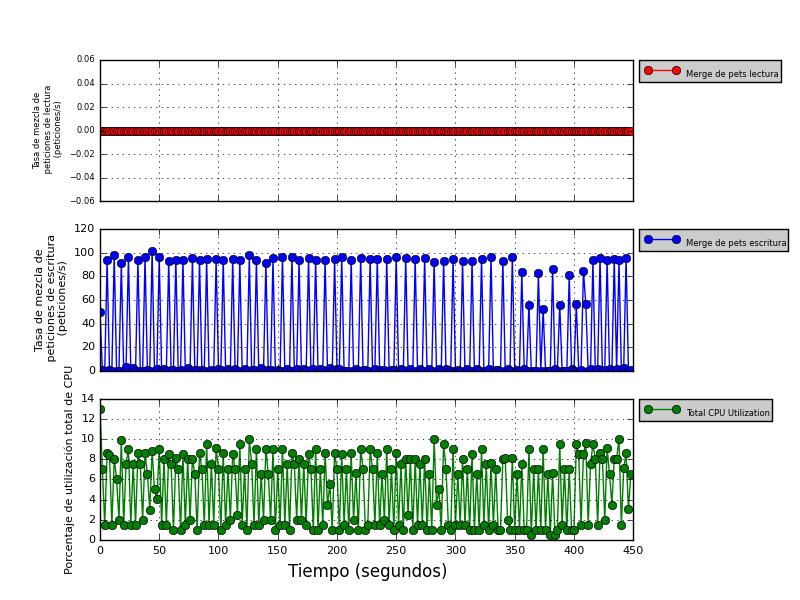 0.06
0.04
0.02
0.00
−0.02
−0.04
−0.06
Tasa de mezcla de
peticiones de lectura
(peticiones/s)
Merge de pets lectura
120
100
80
60
40
20
0
Tasa de mezcla de
peticiones de escritura
(peticiones/s)
Merge de pets escritura
14
12
10
8
6
4
2
0
Porcentaje de utilización total de CPU
Total CPU Utilization
0 50 100 150 200 250 300 350 400 450
Tiempo (segundos)